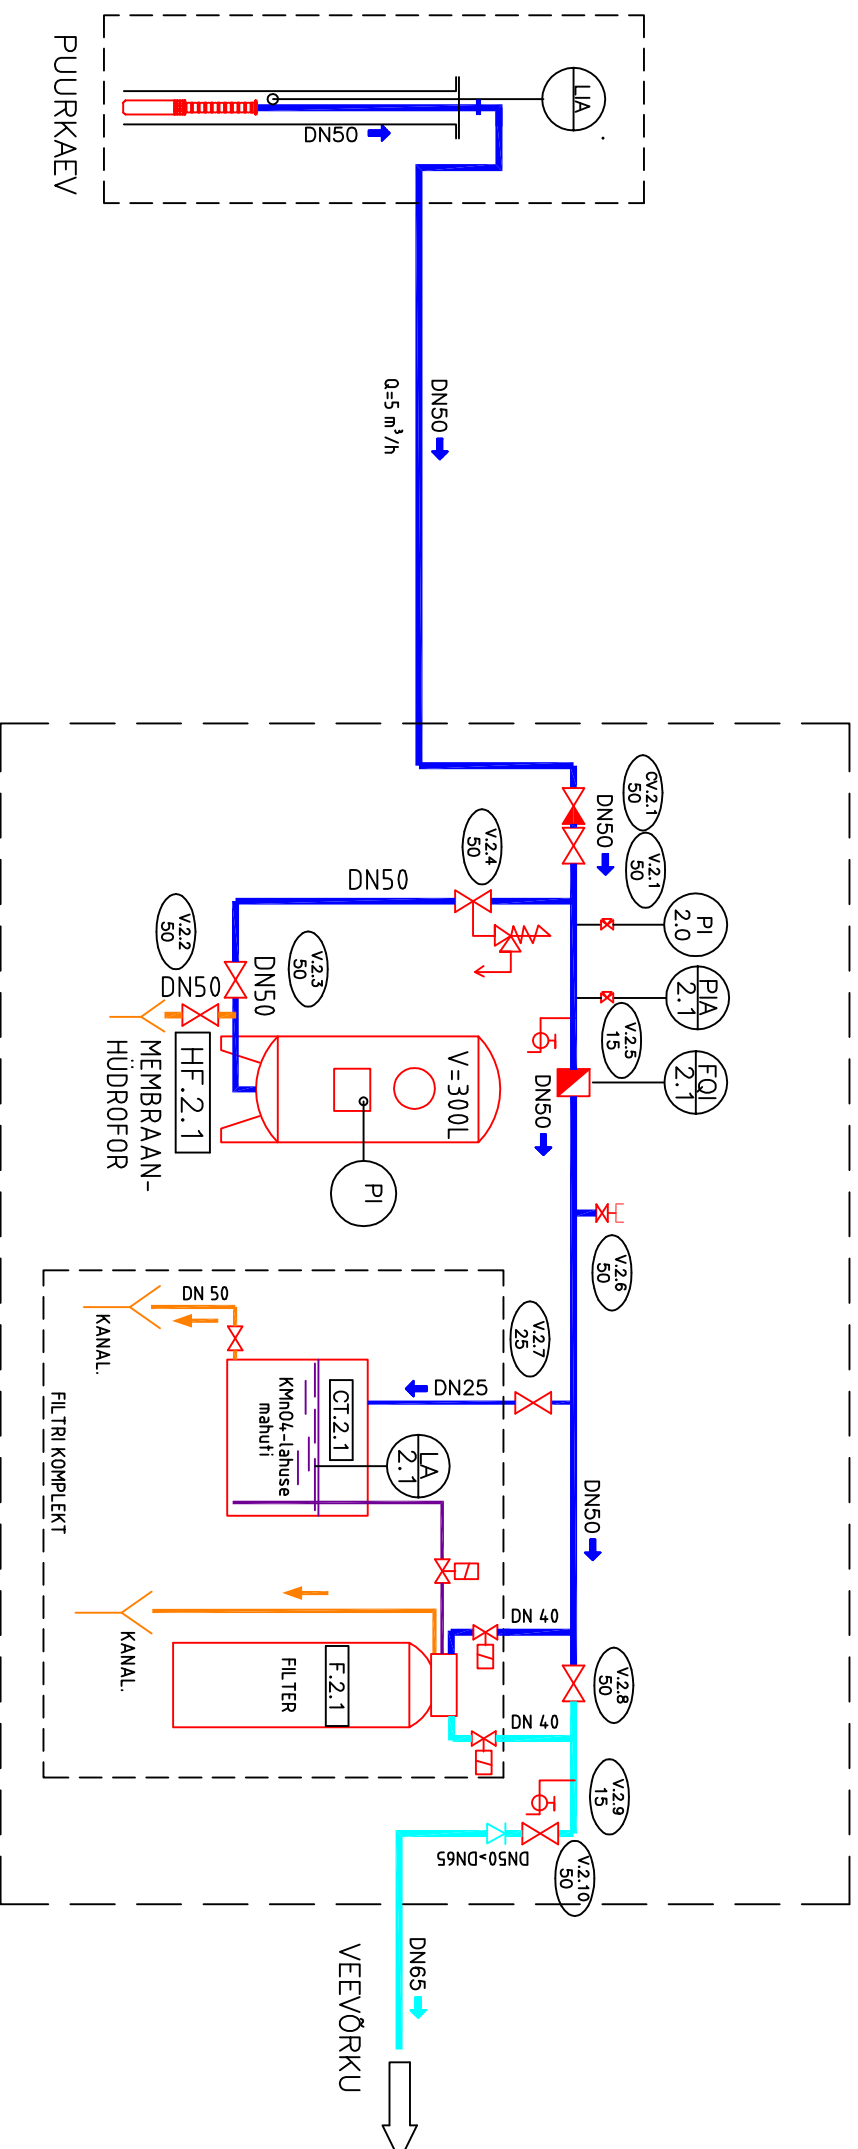 PUURKAEV
LIA
DN50
DN50
Q=5 m³/h
CV.2.1
50
V.2.1
50
DN50
V.2.4
50
DN50
PI
2.0
PIA
2.1
V.2.5
15
FQI
2.1
DN50
V.2.2
50
V.2.3
50
DN50
DN50
HF.2.1
MEMBRAAN-
HÜDROFOR
V=300L
PI
V.2.6
50
V.2.7
25
DN25
DN 50
KANAL.
FILTRI KOMPLEKT
CT.2.1
KMnO4-lahuse
mahuti
LA
2.1
DN50
DN 40
KANAL.
F.2.1
FILTER
V.2.8
50
DN 40
V.2.9
15
V.2.10
50
DN50>DN65
DN65
VEEVÕRKU